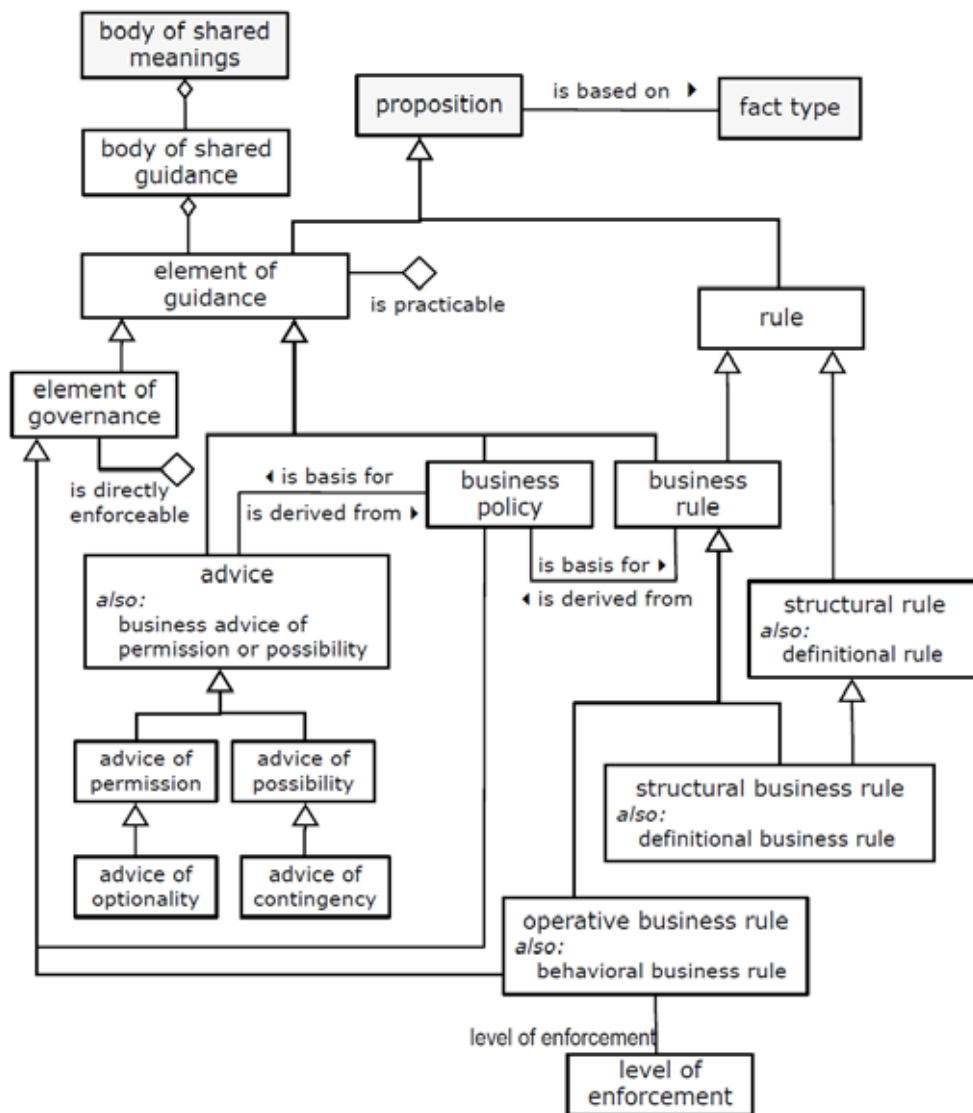 body of shared
meanings
proposition
is based on ▶
fact type
body of shared
guidance
element of
guidance
is practicable
rule
element of
governance
is directly
enforceable
◀ is basis for
is derived from ▶
business
policy
business
rule
is basis for ▶
◀ is derived from
advice
also:
business advice of
permission or possibility
structural rule
also:
definitional rule
advice of
permission
advice of
possibility
structural business rule
also:
definitional business rule
advice of
optionality
advice of
contingency
operative business rule
also:
behavioral business rule
level of enforcement
level of
enforcement